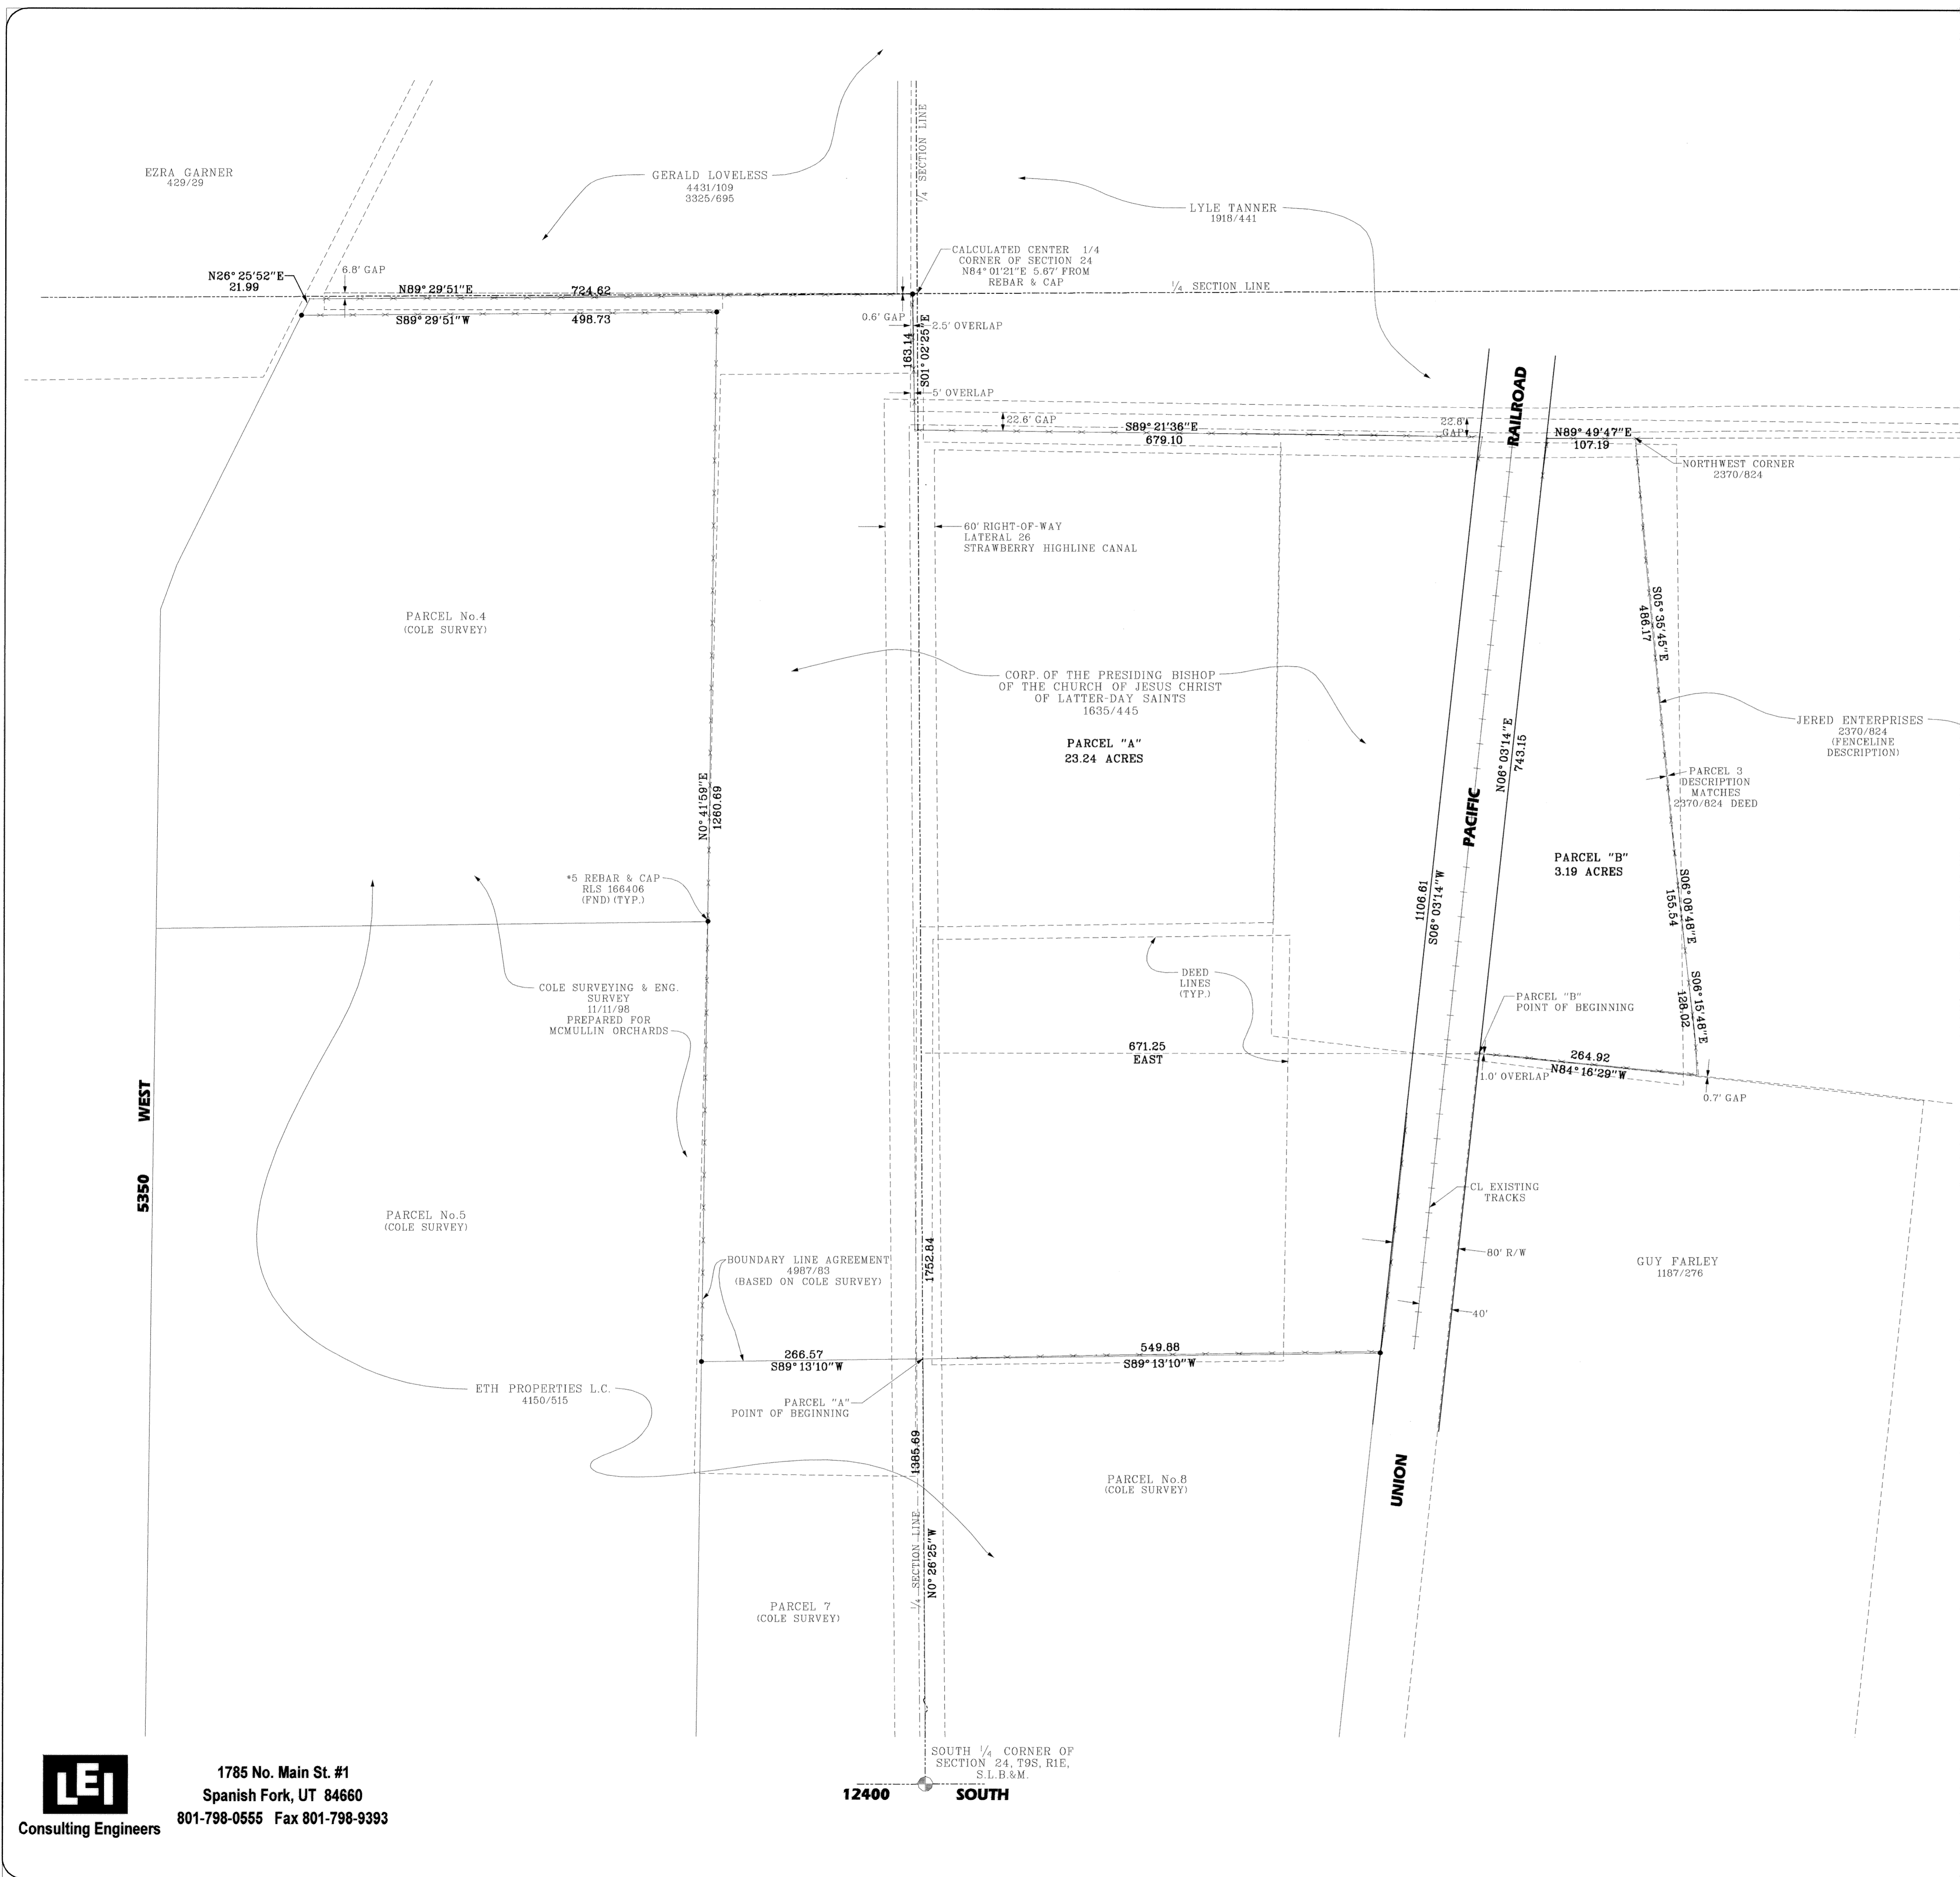 EZRA GARNER
429/29
GERALD LOVELESS
4431/109
3325/695
1/4 SECTION LINE
LYLE TANNER
1918/441
CALCULATED CENTER 1/4
CORNER OF SECTION 24
N84°01'21"E 5.67' FROM
REBAR & CAP
1/4 SECTION LINE
N26°25'52"E
21.99
6.8' GAP
N89°29'51"E
724.62
S89°29'51"W
498.73
0.6' GAP
2.5' OVERLAP
163.14
S01°02'25"E
5' OVERLAP
22.6' GAP
S89°21'36"E
679.10
22.8'
GAP
RAILROAD
N89°49'47"E
107.19
NORTHWEST CORNER
2370/824
60' RIGHT-OF-WAY
LATERAL 26
STRAWBERRY HIGHLINE CANAL
PARCEL No.4
(COLE SURVEY)
S05°35'45"E
486.17
CORP. OF THE PRESIDING BISHOP
OF THE CHURCH OF JESUS CHRIST
OF LATTER-DAY SAINTS
1635/445
PARCEL "A"
23.24 ACRES
N06°03'14"E
743.15
JERED ENTERPRISES
2370/824
(FENCELINE
DESCRIPTION)
PARCEL 3
DESCRIPTION
MATCHES
2370/824 DEED
N0°41'59"E
1260.69
PACIFIC
PARCEL "B"
3.19 ACRES
*5 REBAR & CAP
RLS 166406
(FND) (TYP.)
1106.61
S06°03'14"W
S06°08'48"E
155.54
COLE SURVEYING & ENG.
SURVEY
11/11/98
PREPARED FOR
MCMULLIN ORCHARDS
DEED
LINES
(TYP.)
PARCEL "B"
POINT OF BEGINNING
S06°15'48"E
128.02
671.25
EAST
264.92
N84°16'29"W
1.0' OVERLAP
0.7' GAP
5350 WEST
PARCEL No.5
(COLE SURVEY)
CL EXISTING
TRACKS
BOUNDARY LINE AGREEMENT
4987/83
(BASED ON COLE SURVEY)
1752.84
80' R/W
GUY FARLEY
1187/276
40'
266.57
S89°13'10"W
549.88
S89°13'10"W
ETH PROPERTIES L.C.
4150/515
PARCEL "A"
POINT OF BEGINNING
1385.69
N0°26'25"W
1/4 SECTION LINE
PARCEL No.8
(COLE SURVEY)
UNION
PARCEL 7
(COLE SURVEY)
SOUTH 1/4 CORNER OF
SECTION 24, T9S, R1E,
S.L.B.&M.
12400 SOUTH
LEI
Consulting Engineers
1785 No. Main St. #1
Spanish Fork, UT 84660
801-798-0555 Fax 801-798-9393